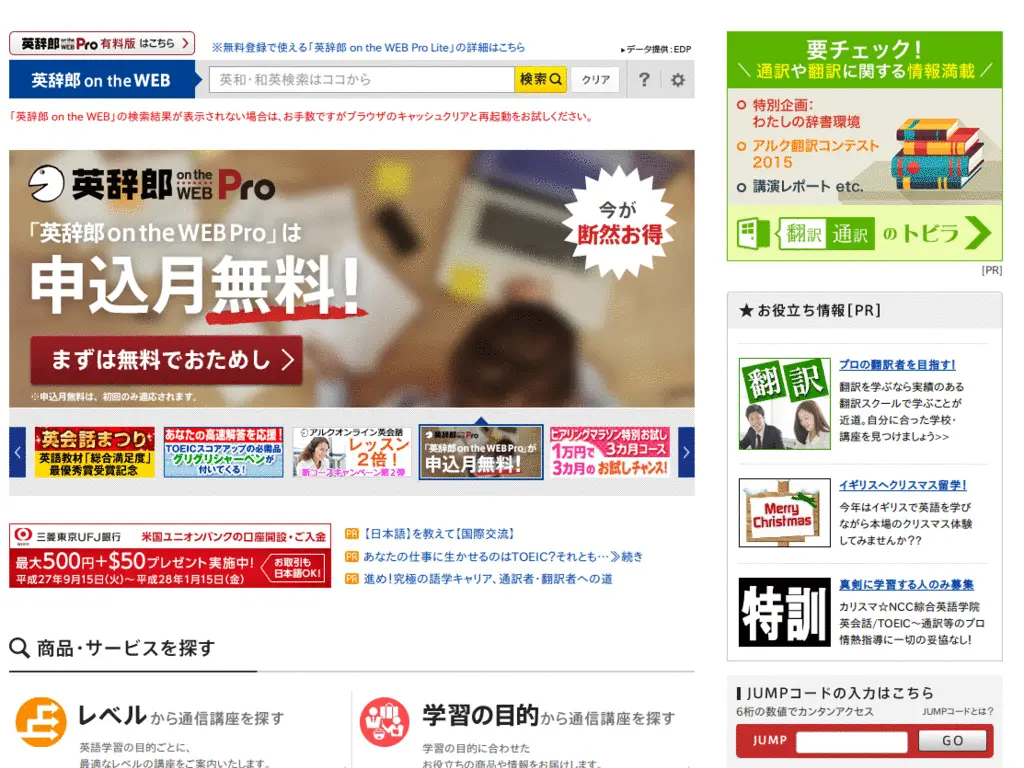 英辞郎 on the WEB Pro 有料版 はこちら
※無料登録で使える「英辞郎 on the WEB Pro Lite」の詳細はこちら
▸データ提供：EDP
英辞郎 on the WEB
英和・和英検索はココから
検索
クリア
?
「英辞郎 on the WEB」の検索結果が表示されない場合は、お手数ですがブラウザのキャッシュクリアと再起動をお試しください。
英辞郎 on the WEB Pro
「英辞郎 on the WEB Pro」は
申込月無料！
今が
断然お得
まずは無料でおためし
※申込月無料は、初回のみ適応されます。
英会話まつり
英語教材「総合満足度」
最優秀賞受賞記念
あなたの高速解答を応援！
TOEICスコアアップの必需品
グリグリシャーペンが
付いてくる！
アルクオンライン英会話
レッスン
2倍！
新コースキャンペーン第2弾
英辞郎 on the WEB Pro
「英辞郎 on the WEB Pro」が
申込月無料！
ヒアリングマラソン特別お試し
1万円で3カ月コース
3カ月のお試しチャンス！
三菱東京UFJ銀行
米国ユニオンバンクの口座開設・ご入金
最大500円+$50プレゼント実施中！
平成27年9月15日(火)～平成28年1月15日(金)
お取引も
日本語OK！
PR 【日本語】を教えて【国際交流】
PR あなたの仕事に生かせるのはTOEIC?それとも…≫続き
PR 進め！究極の語学キャリア、通訳者・翻訳者への道
商品・サービスを探す
レベルから通信講座を探す
英語学習の目的ごとに、
最適なレベルの講座をご案内いたします。
学習の目的から通信講座を探す
学習の目的に合わせた
お役立ちの商品や情報をお届けします。
要チェック！
＼ 通訳や翻訳に関する情報満載 ／
特別企画：
わたしの辞書環境
アルク翻訳コンテスト
2015
講演レポート etc.
翻訳 通訳 のトビラ
[PR]
★お役立ち情報[PR]
翻訳
プロの翻訳者を目指す！
翻訳を学ぶなら実績のある
翻訳スクールで学ぶことが
近道。自分に合った学校・
講座を見つけましょう>>
Merry
Christmas
イギリスへクリスマス留学！
今年はイギリスで英語を学び
ながら本場のクリスマス体験
してみませんか??
特訓
真剣に学習する人のみ募集
カリスマ☆NCC綜合英語学院
英会話/TOEIC～通訳等のプロ
情熱指導に一切の妥協なし！
JUMPコードの入力はこちら
6桁の数値でカンタンアクセス
JUMPコードとは?
JUMP
GO